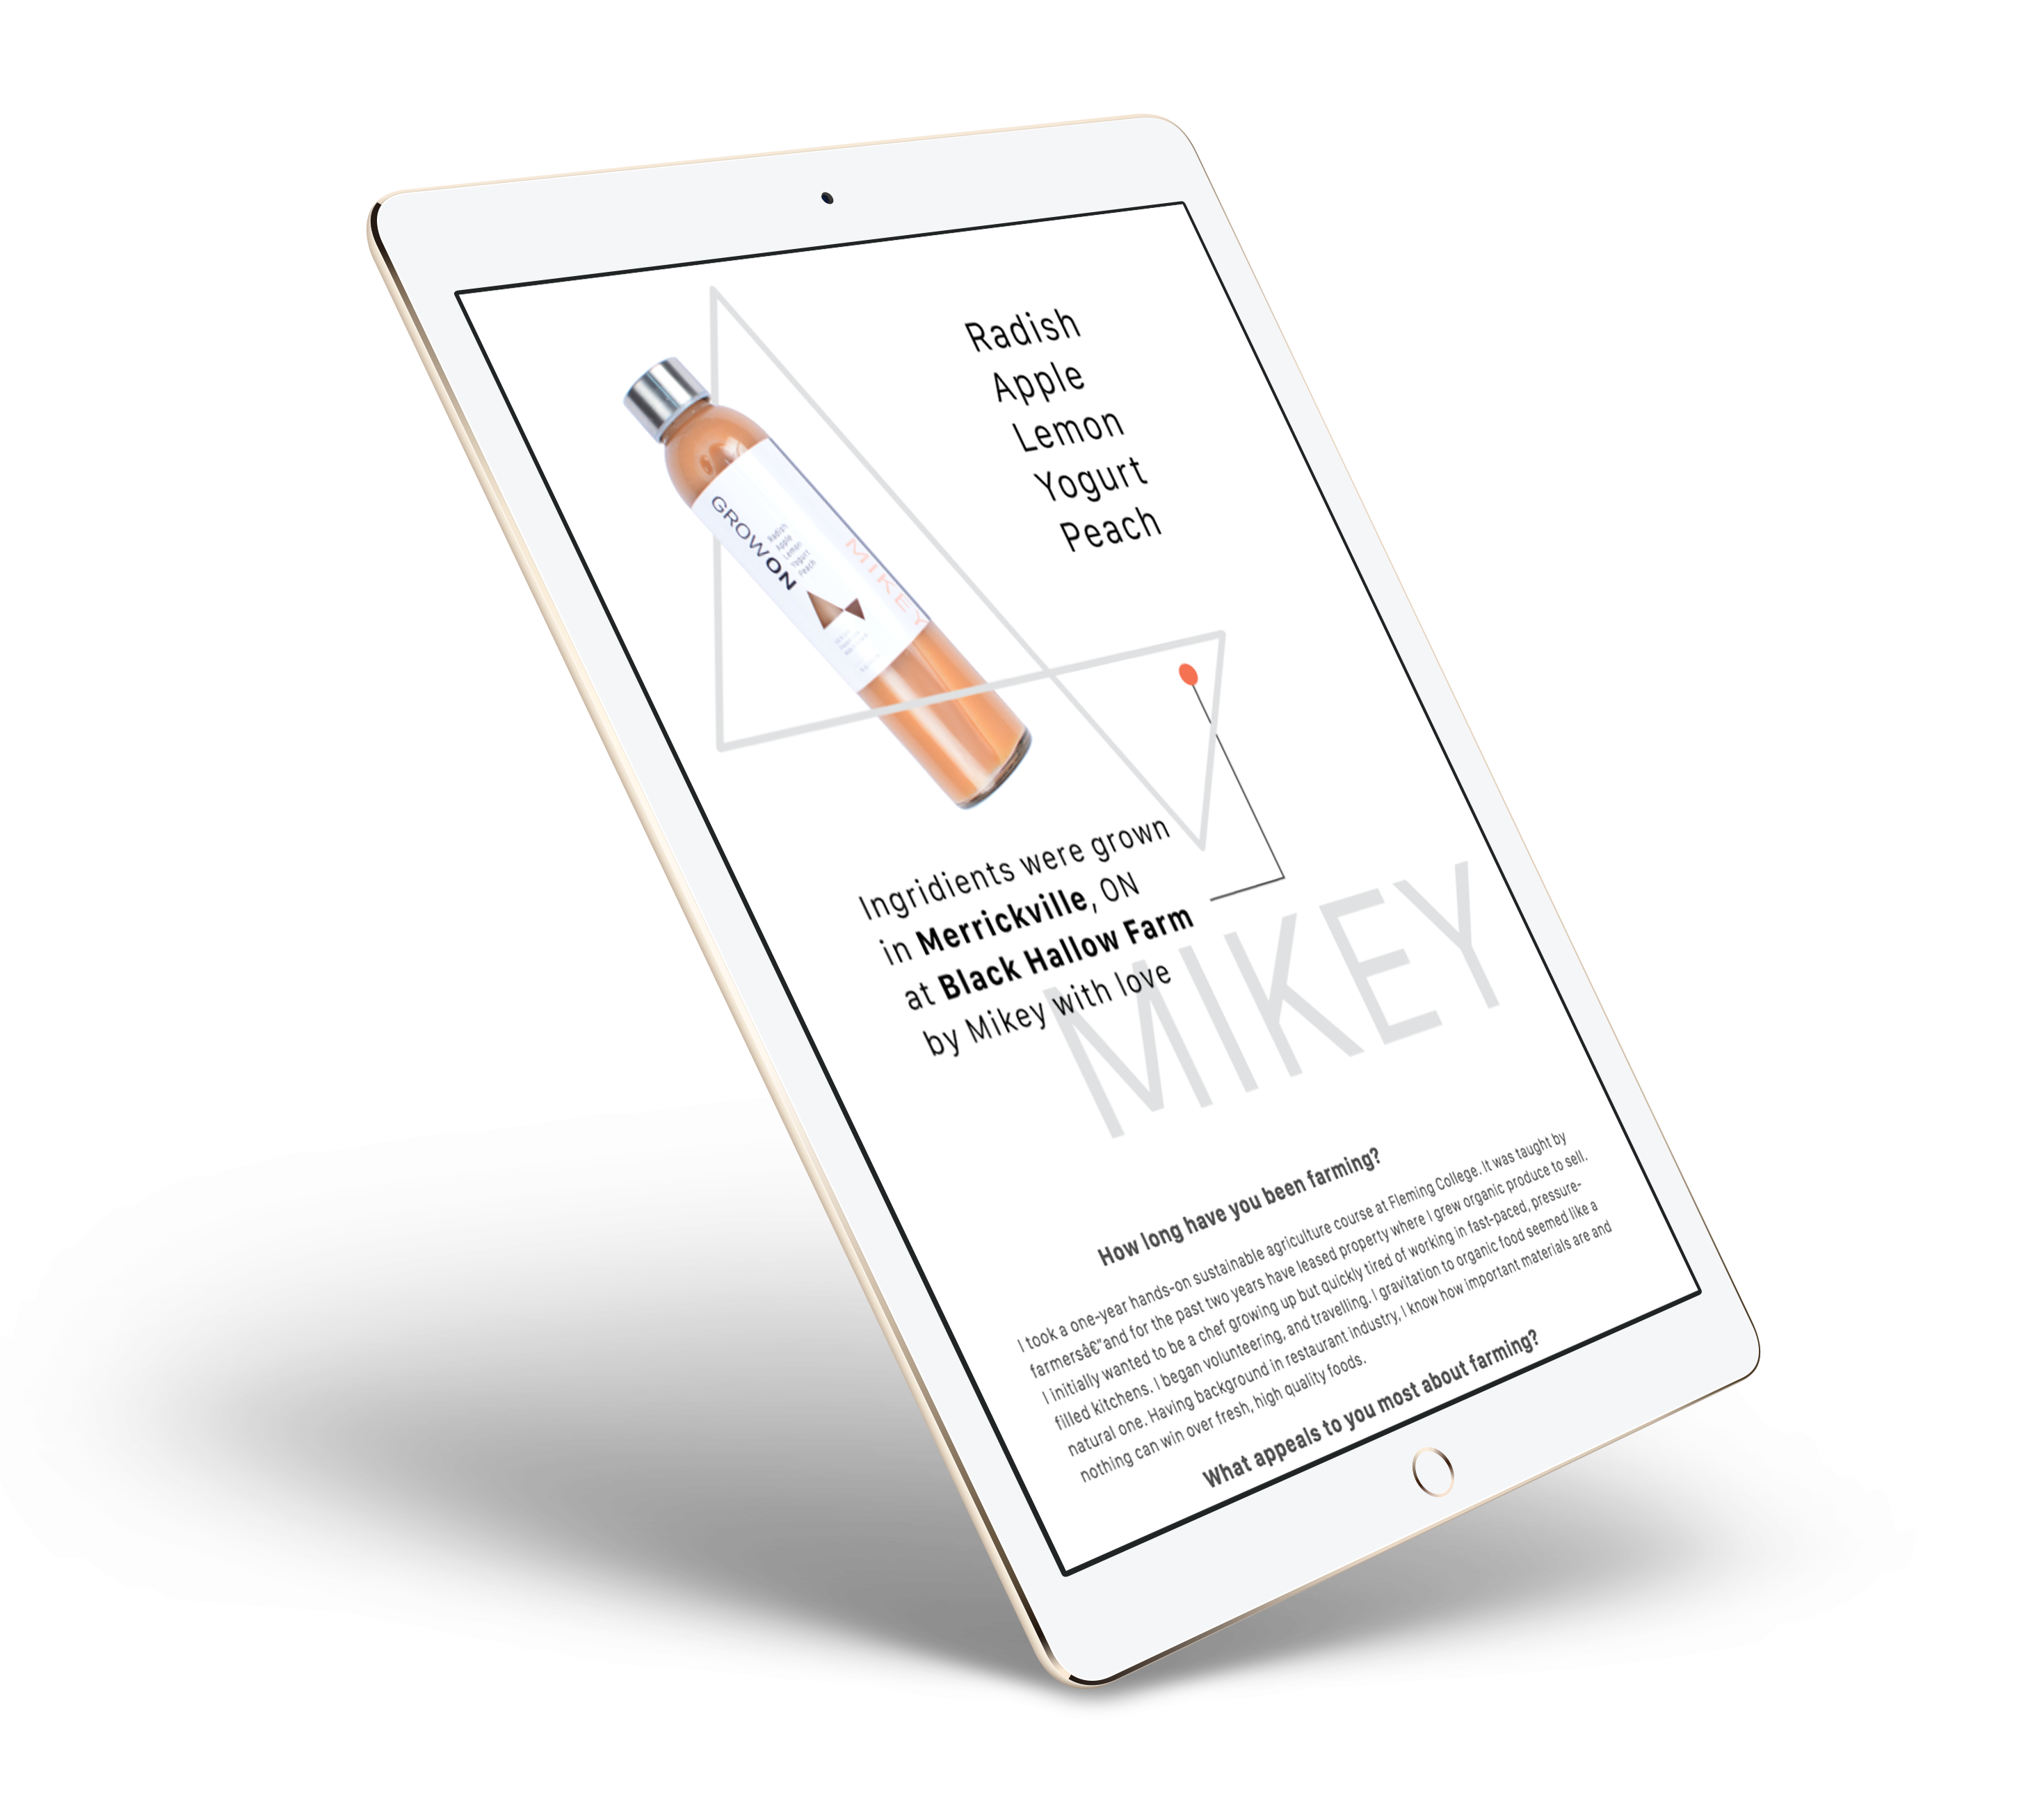 Radish
Apple
Lemon
Yogurt
Peach
GROWON
Radish
Apple
Lemon
Yogurt
Peach
MIKEY
Ingridients were grown
in Merrickville, ON
at Black Hallow Farm
by Mikey with love
MIKEY
How long have you been farming?
I took a one-year hands-on sustainable agriculture course at Fleming College. It was taught by
farmersâ€“and for the past two years have leased property where I grew organic produce to sell.
I initially wanted to be a chef growing up but quickly tired of working in fast-paced, pressure-
filled kitchens. I began volunteering, and travelling. I gravitation to organic food seemed like a
natural one. Having background in restaurant industry, I know how important materials are and
nothing can win over fresh, high quality foods.
What appeals to you most about farming?